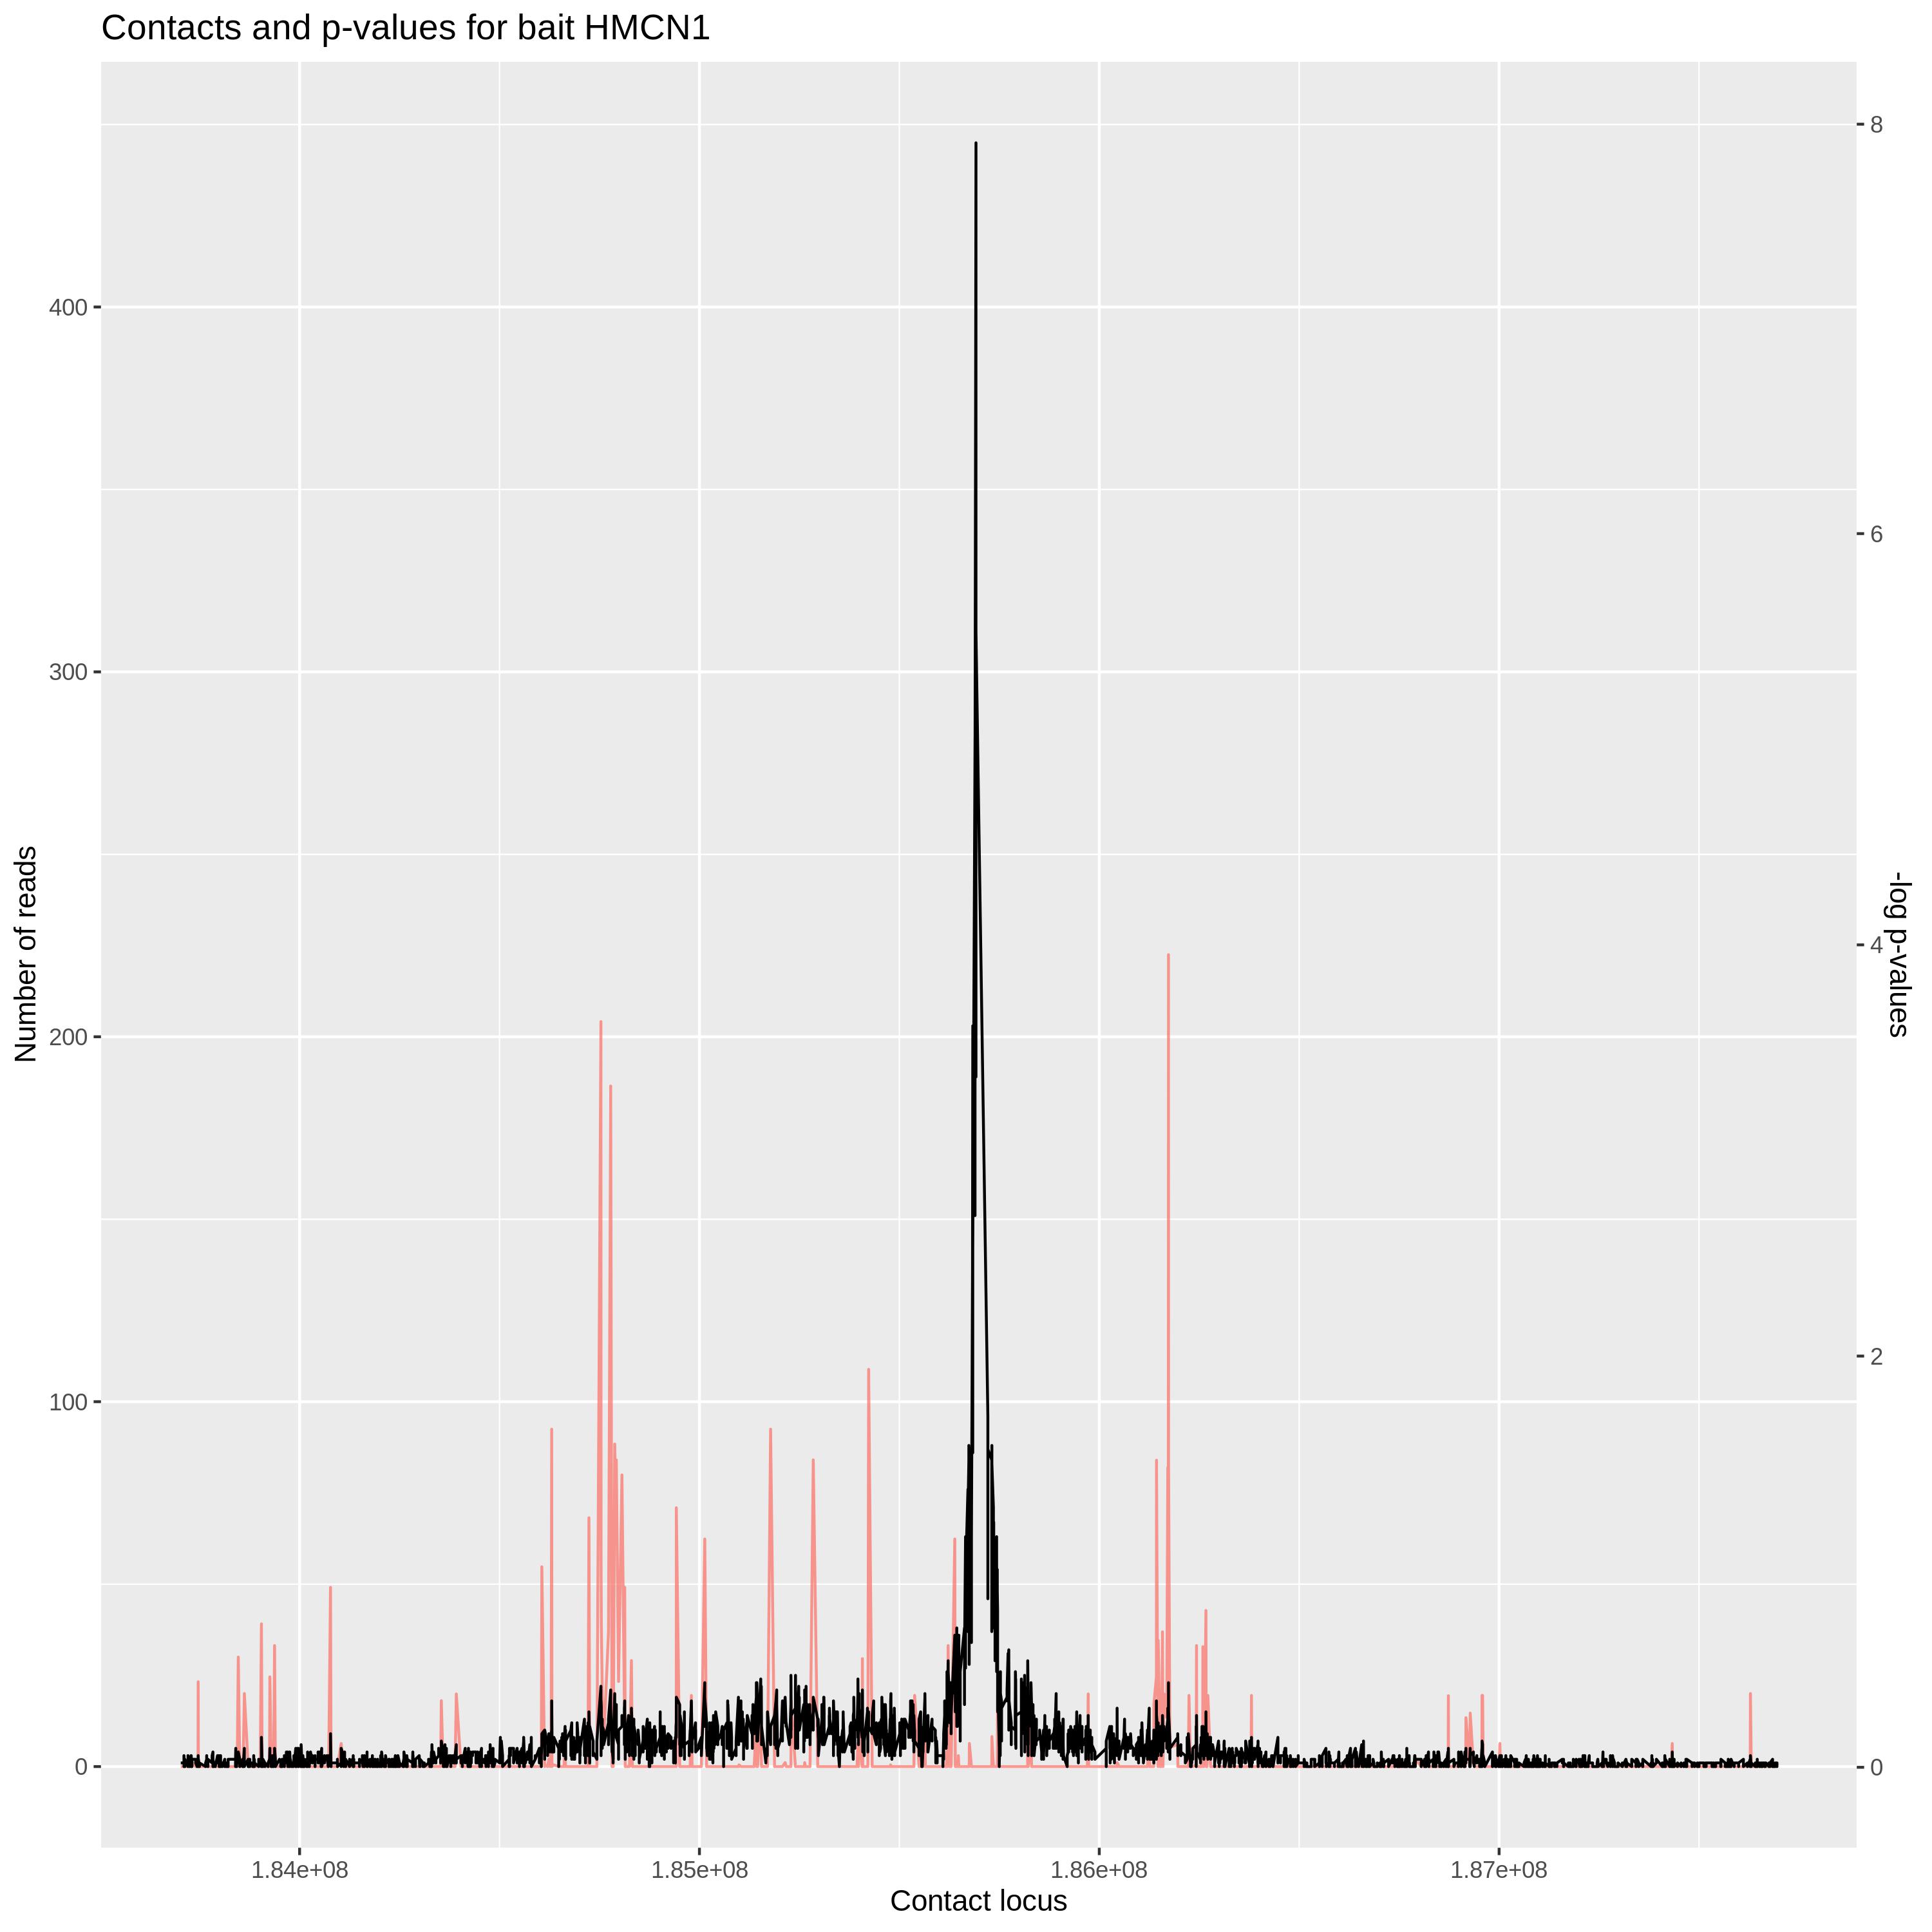 Contacts and p-values for bait HMCN1
Number of reads
400
300
200
100
0
8
6
4
2
0
-log p-values
1.84e+08
1.85e+08
1.86e+08
1.87e+08
Contact locus